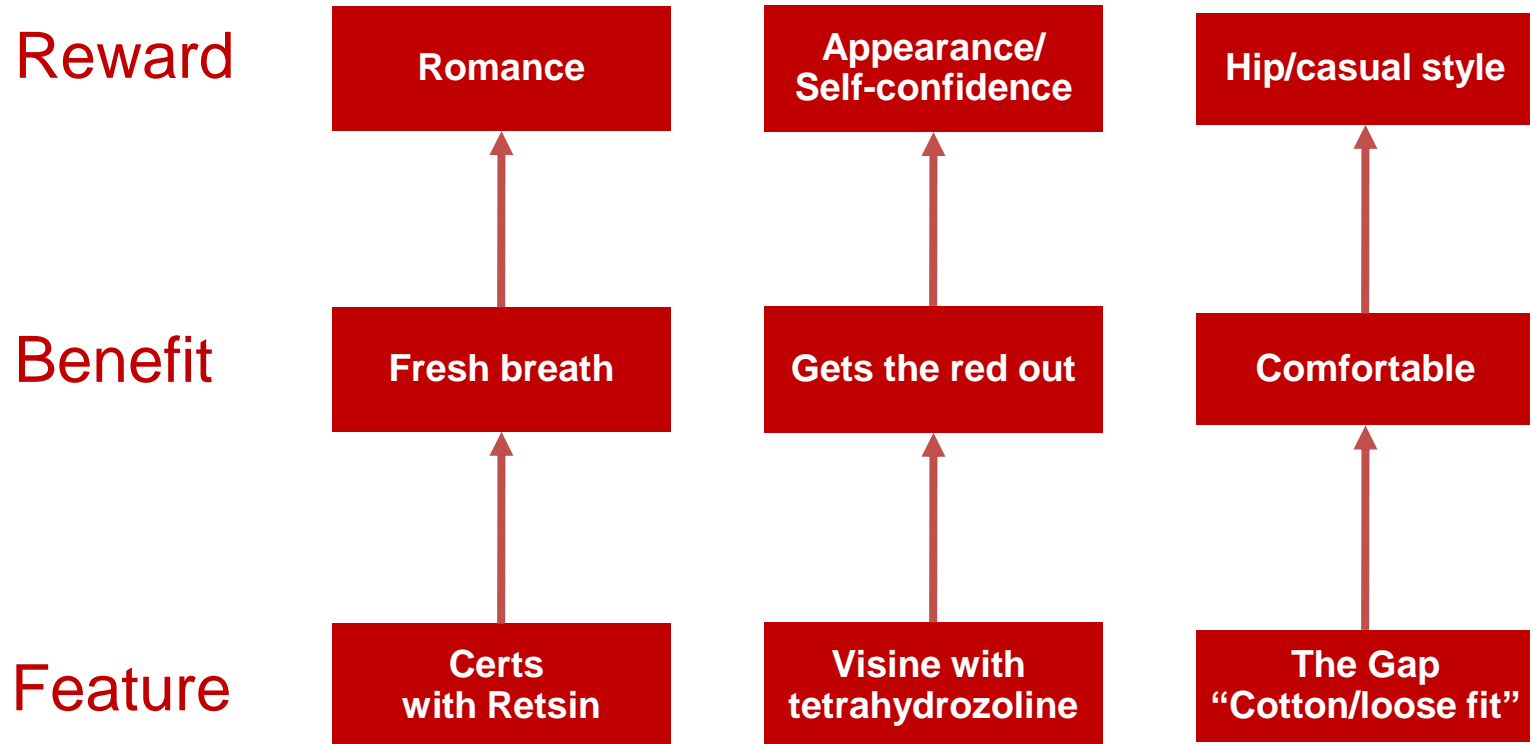 Reward
Romance
Appearance/
Self-confidence
Hip/casual style
Benefit
Fresh breath
Gets the red out
Comfortable
Feature
Certs
with Retsin
Visine with
tetrahydrozoline
The Gap
“Cotton/loose fit”